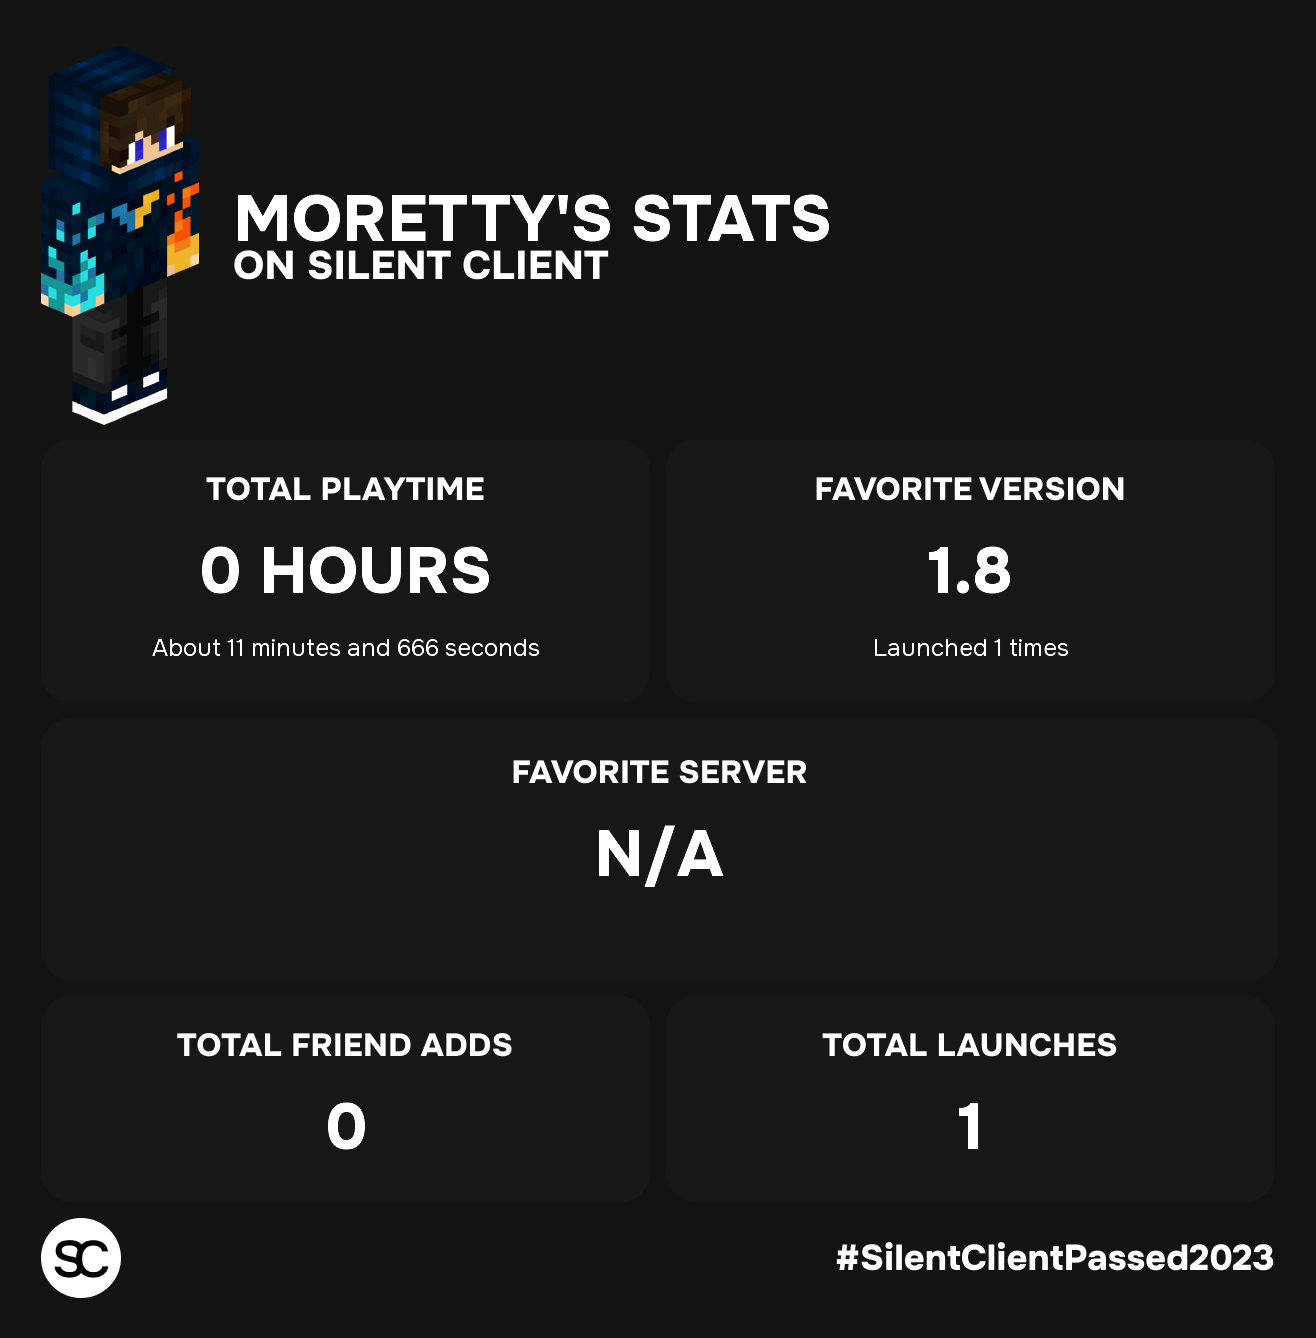 MORETTY'S STATS
ON SILENT CLIENT
TOTAL PLAYTIME
0 HOURS
About 11 minutes and 666 seconds
FAVORITE VERSION
1.8
Launched 1 times
FAVORITE SERVER
N/A
TOTAL FRIEND ADDS
0
TOTAL LAUNCHES
1
SC
#SilentClientPassed2023